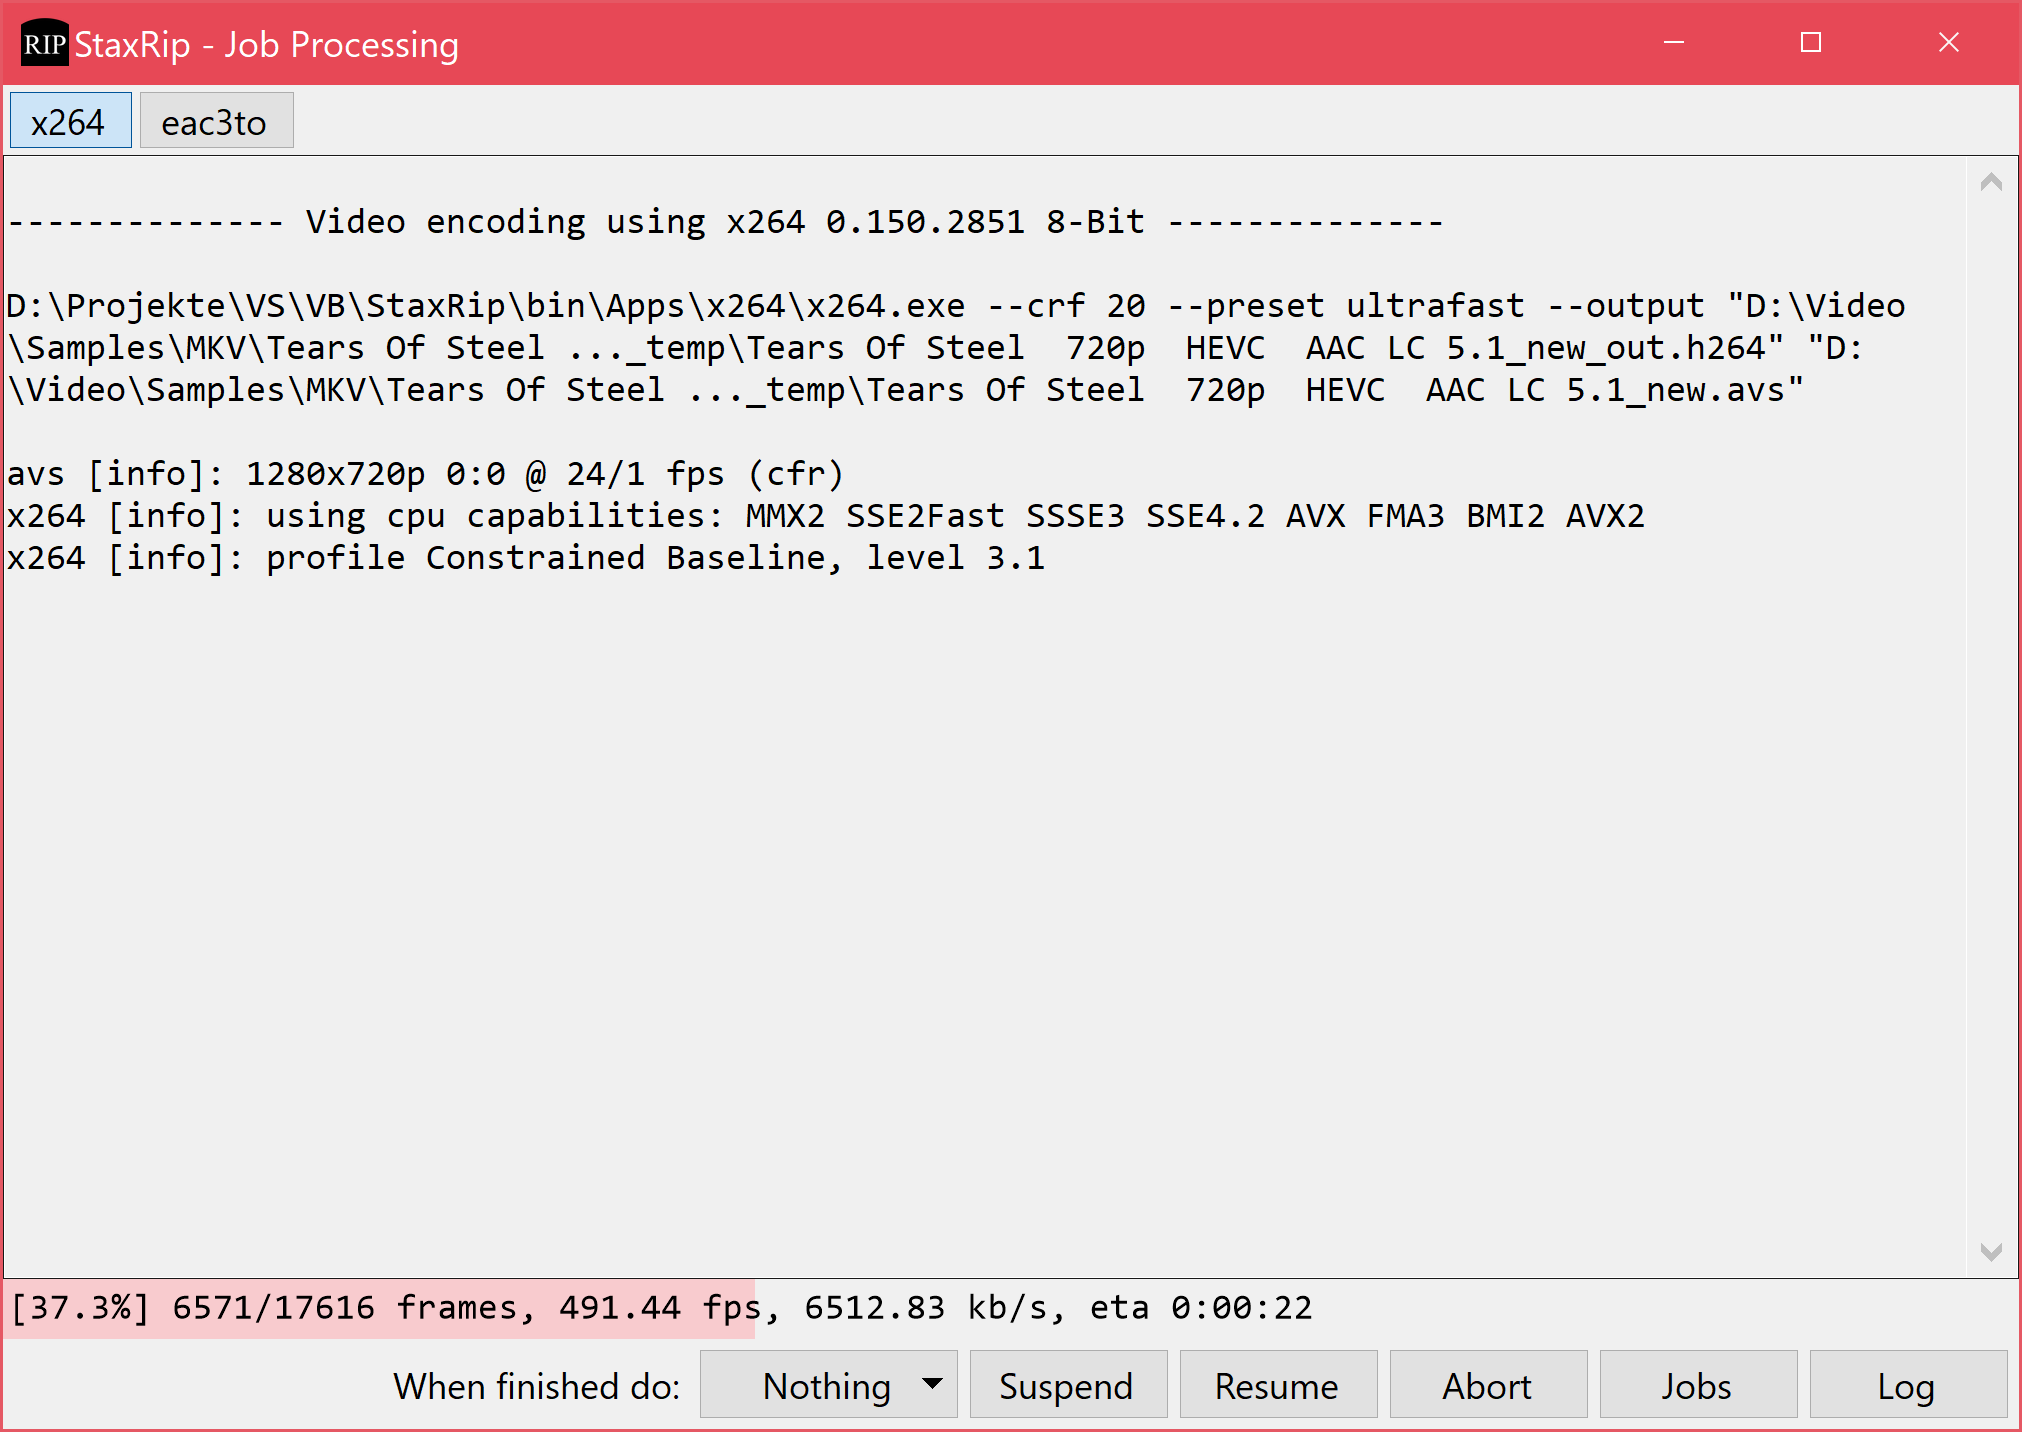 RIP StaxRip - Job Processing
x264 eac3to
-------------- Video encoding using x264 0.150.2851 8-Bit --------------
D:\Projekte\VS\VB\StaxRip\bin\Apps\x264\x264.exe --crf 20 --preset ultrafast --output "D:\Video
\Samples\MKV\Tears Of Steel ..._temp\Tears Of Steel  720p  HEVC  AAC LC 5.1_new_out.h264" "D:
\Video\Samples\MKV\Tears Of Steel ..._temp\Tears Of Steel  720p  HEVC  AAC LC 5.1_new.avs"
avs [info]: 1280x720p 0:0 @ 24/1 fps (cfr)
x264 [info]: using cpu capabilities: MMX2 SSE2Fast SSSE3 SSE4.2 AVX FMA3 BMI2 AVX2
x264 [info]: profile Constrained Baseline, level 3.1
[37.3%] 6571/17616 frames, 491.44 fps, 6512.83 kb/s, eta 0:00:22
When finished do: Nothing Suspend Resume Abort Jobs Log